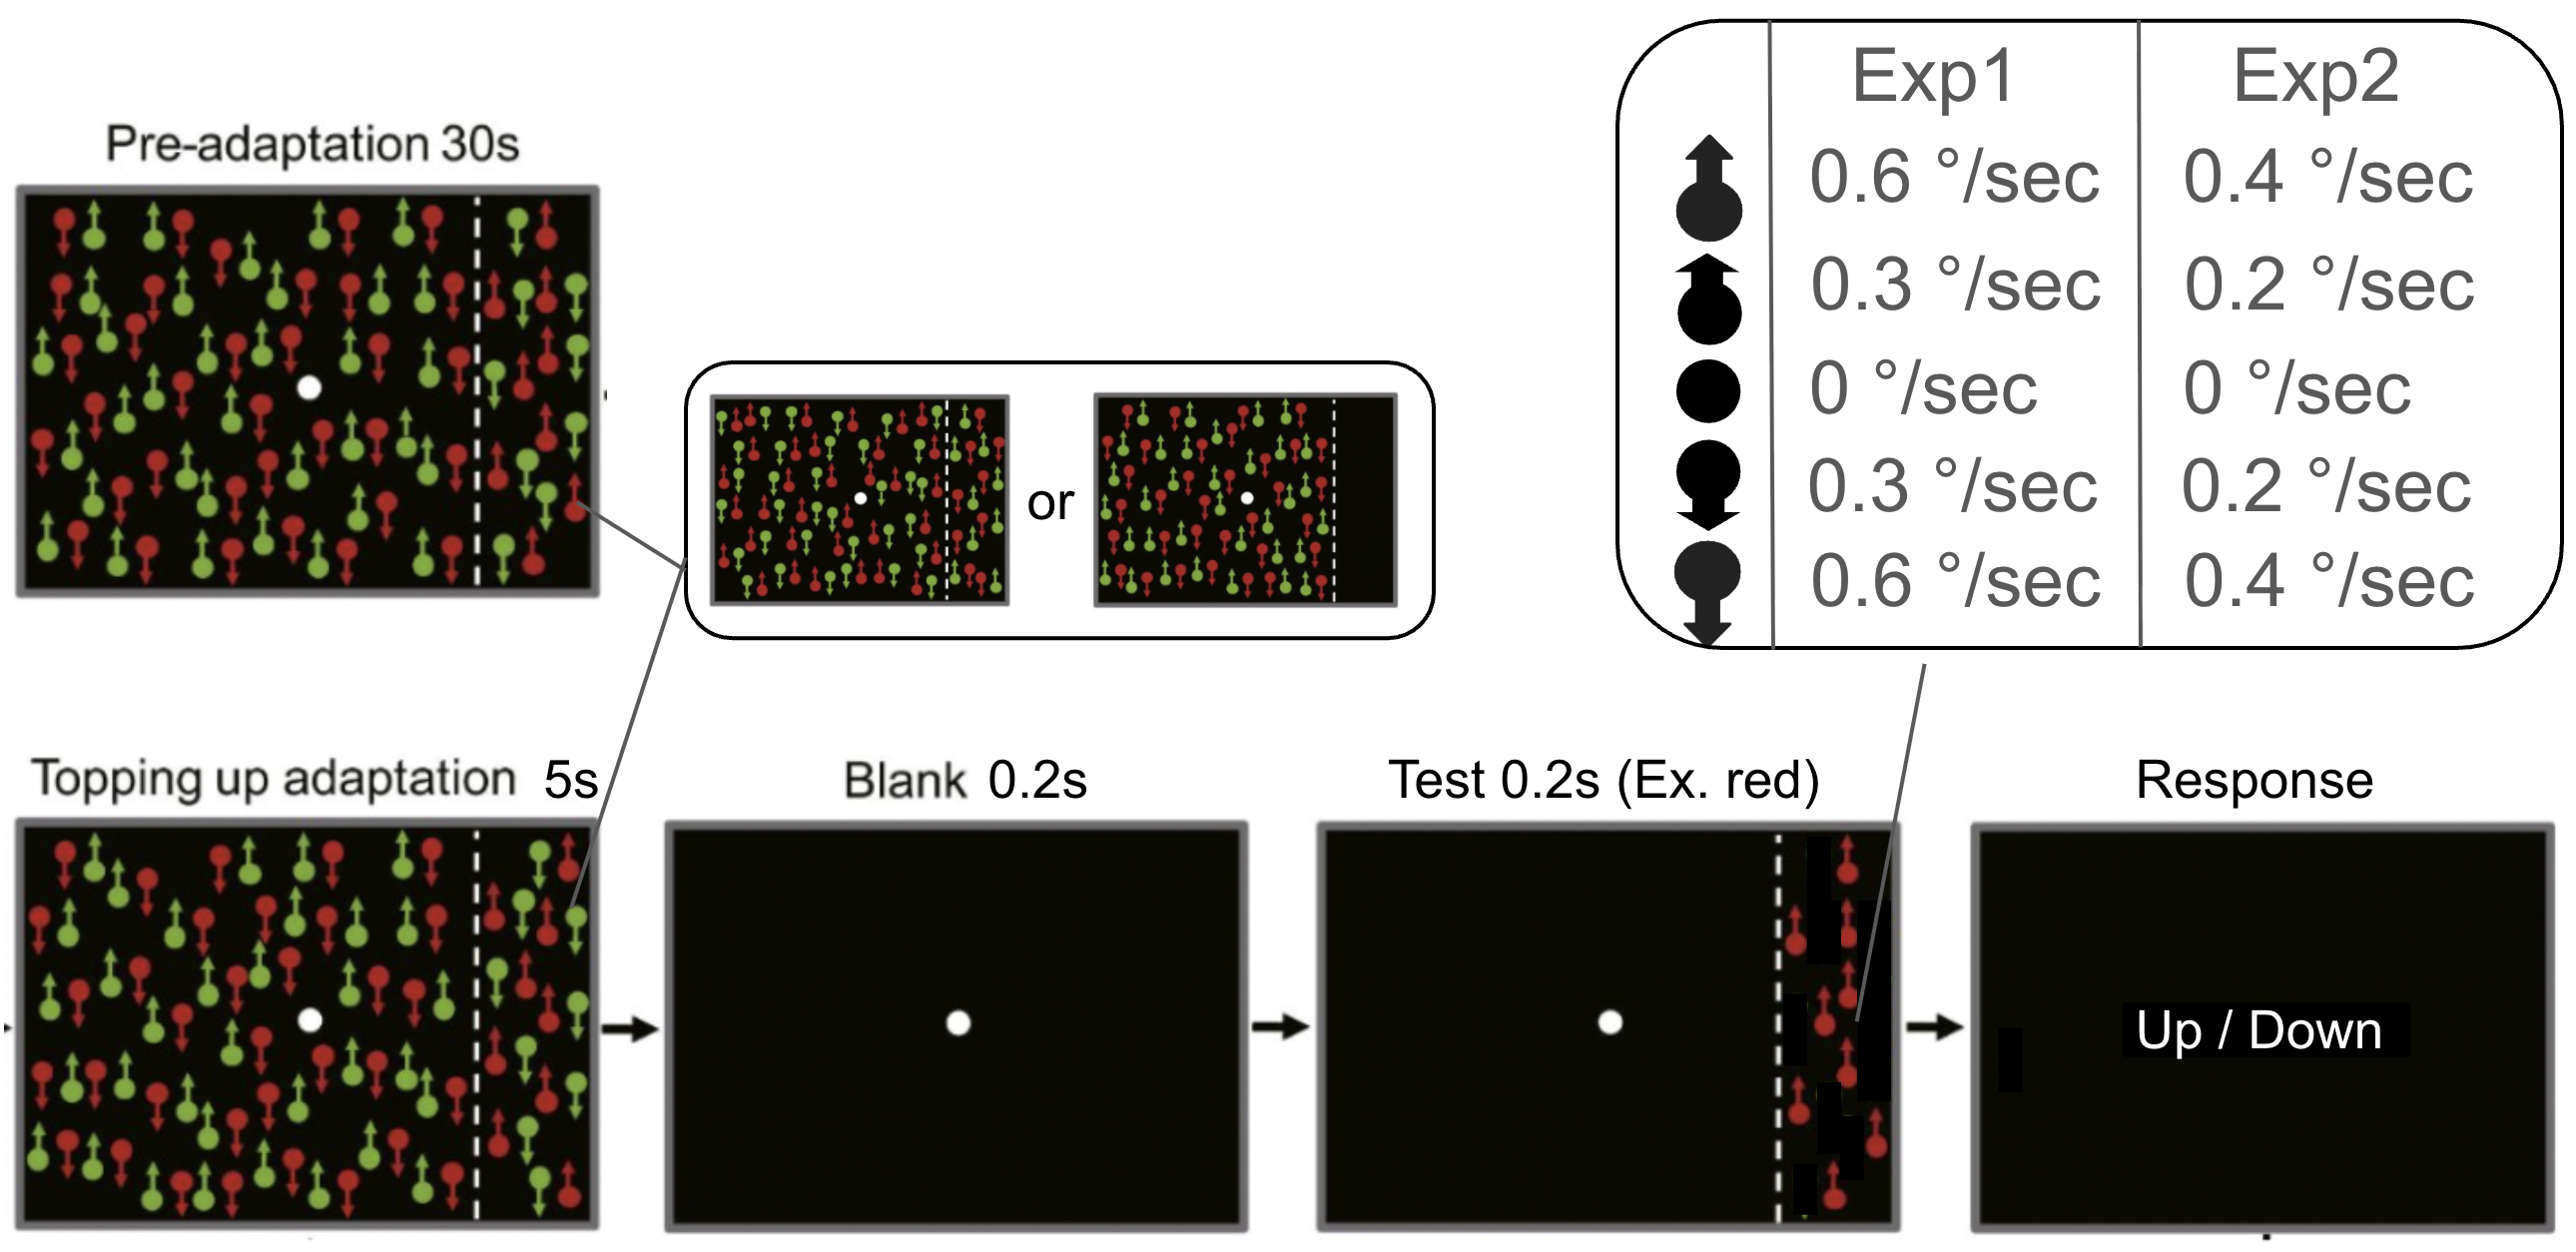 Exp1 Exp2
0.6 °/sec 0.4 °/sec
0.3 °/sec 0.2 °/sec
0 °/sec 0 °/sec
0.3 °/sec 0.2 °/sec
0.6 °/sec 0.4 °/sec
Pre-adaptation 30s
or
Topping up adaptation 5s
Blank 0.2s
Test 0.2s (Ex. red)
Response
Up / Down